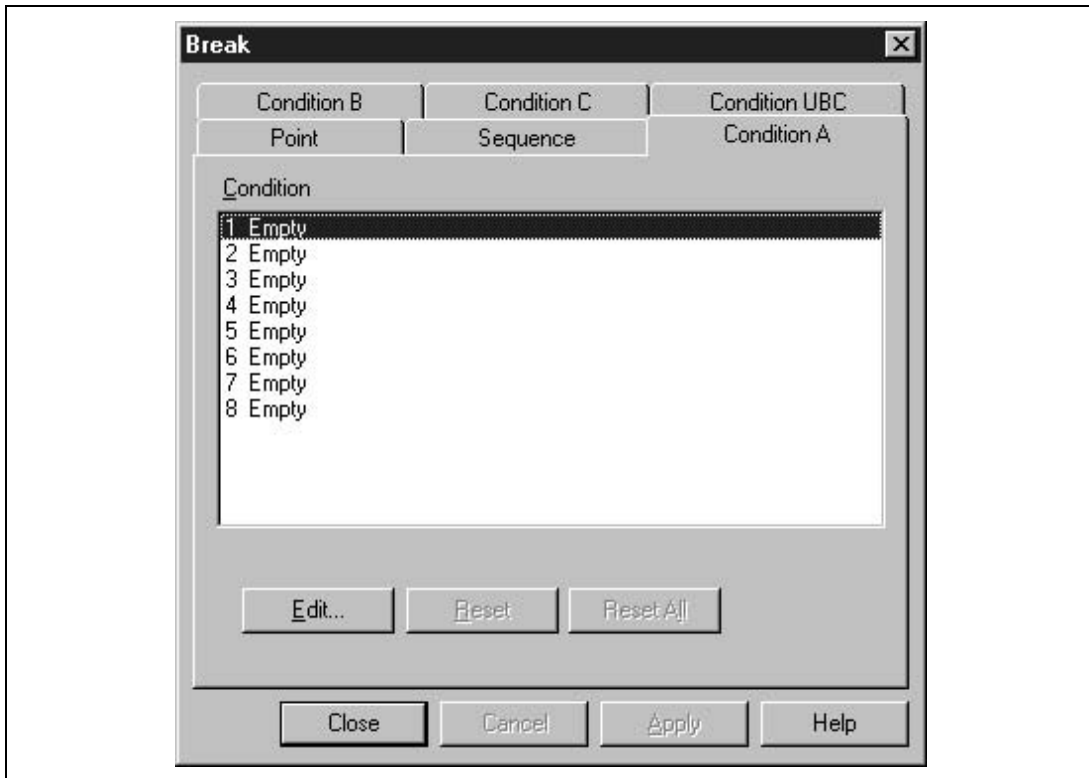 Break
Condition B Condition C Condition UBC
Point Sequence Condition A
Condition
1 Empty
2 Empty
3 Empty
4 Empty
5 Empty
6 Empty
7 Empty
8 Empty
Edit... Reset Reset All
Close Cancel Apply Help